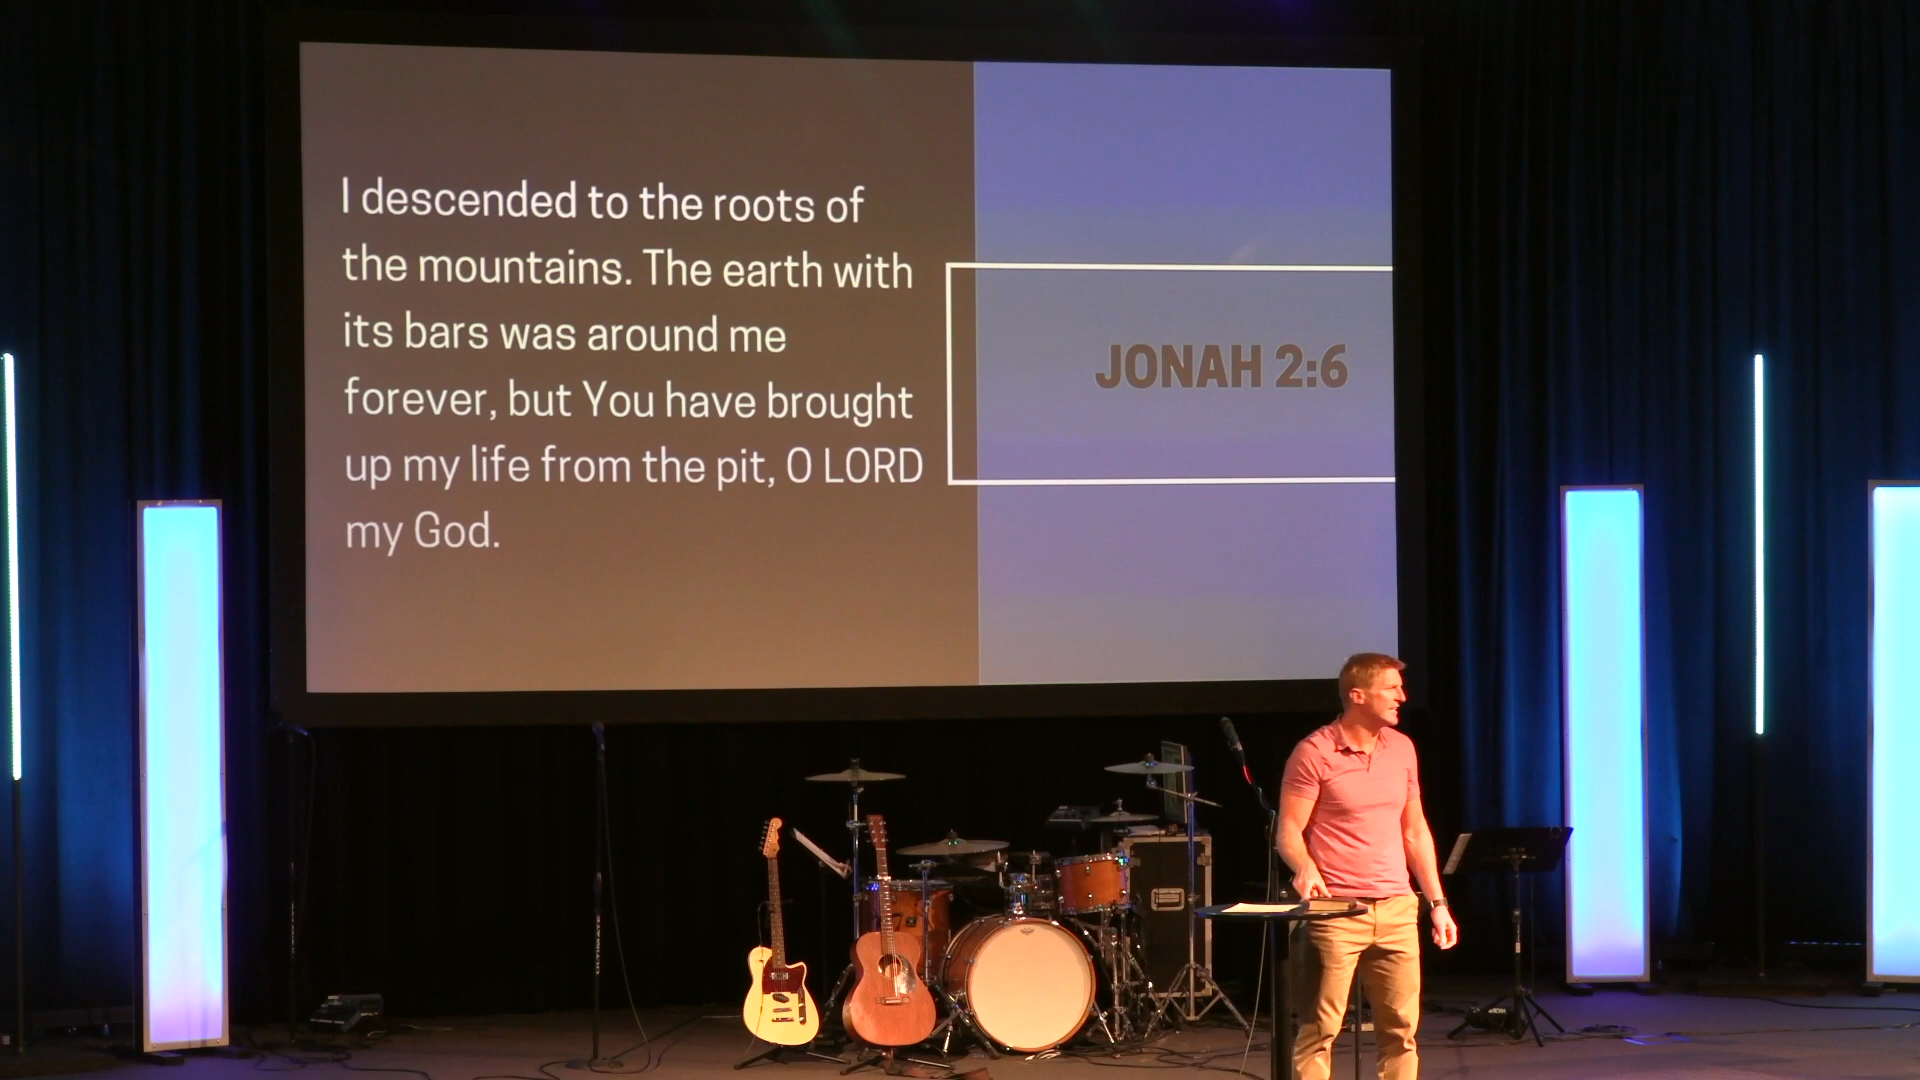 I descended to the roots of
the mountains. The earth with
its bars was around me
forever, but You have brought
up my life from the pit, O LORD
my God.
JONAH 2:6